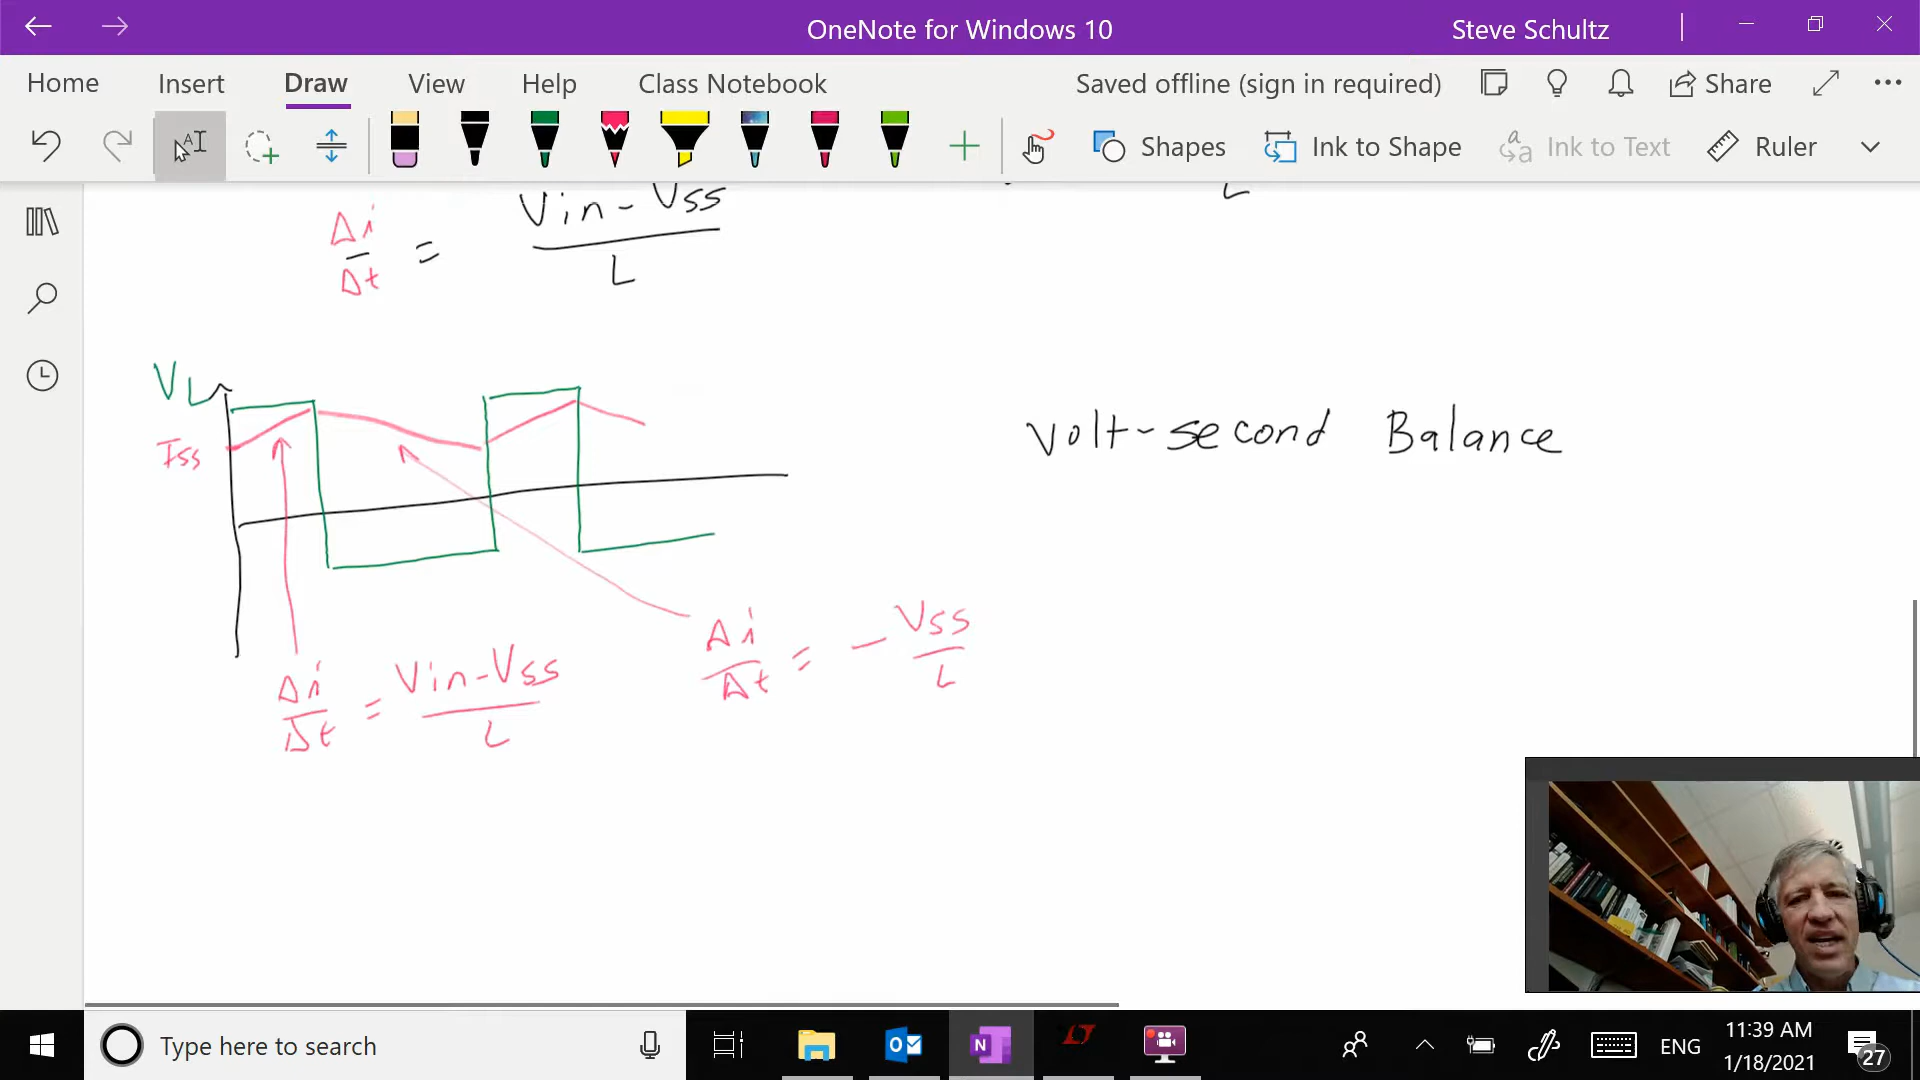 OneNote for Windows 10
Steve Schultz
Home Insert Draw View Help Class Notebook
Saved offline (sign in required)
Share
Shapes
Ink to Shape
Ink to Text
Ruler
Δi/Δt = Vin-Vss/L
L
VL
Iss
Volt-second Balance
Δi/Δt = Vin-Vss/L
Δi/Δt = - Vss/L
Type here to search
ENG
11:39 AM
1/18/2021
27